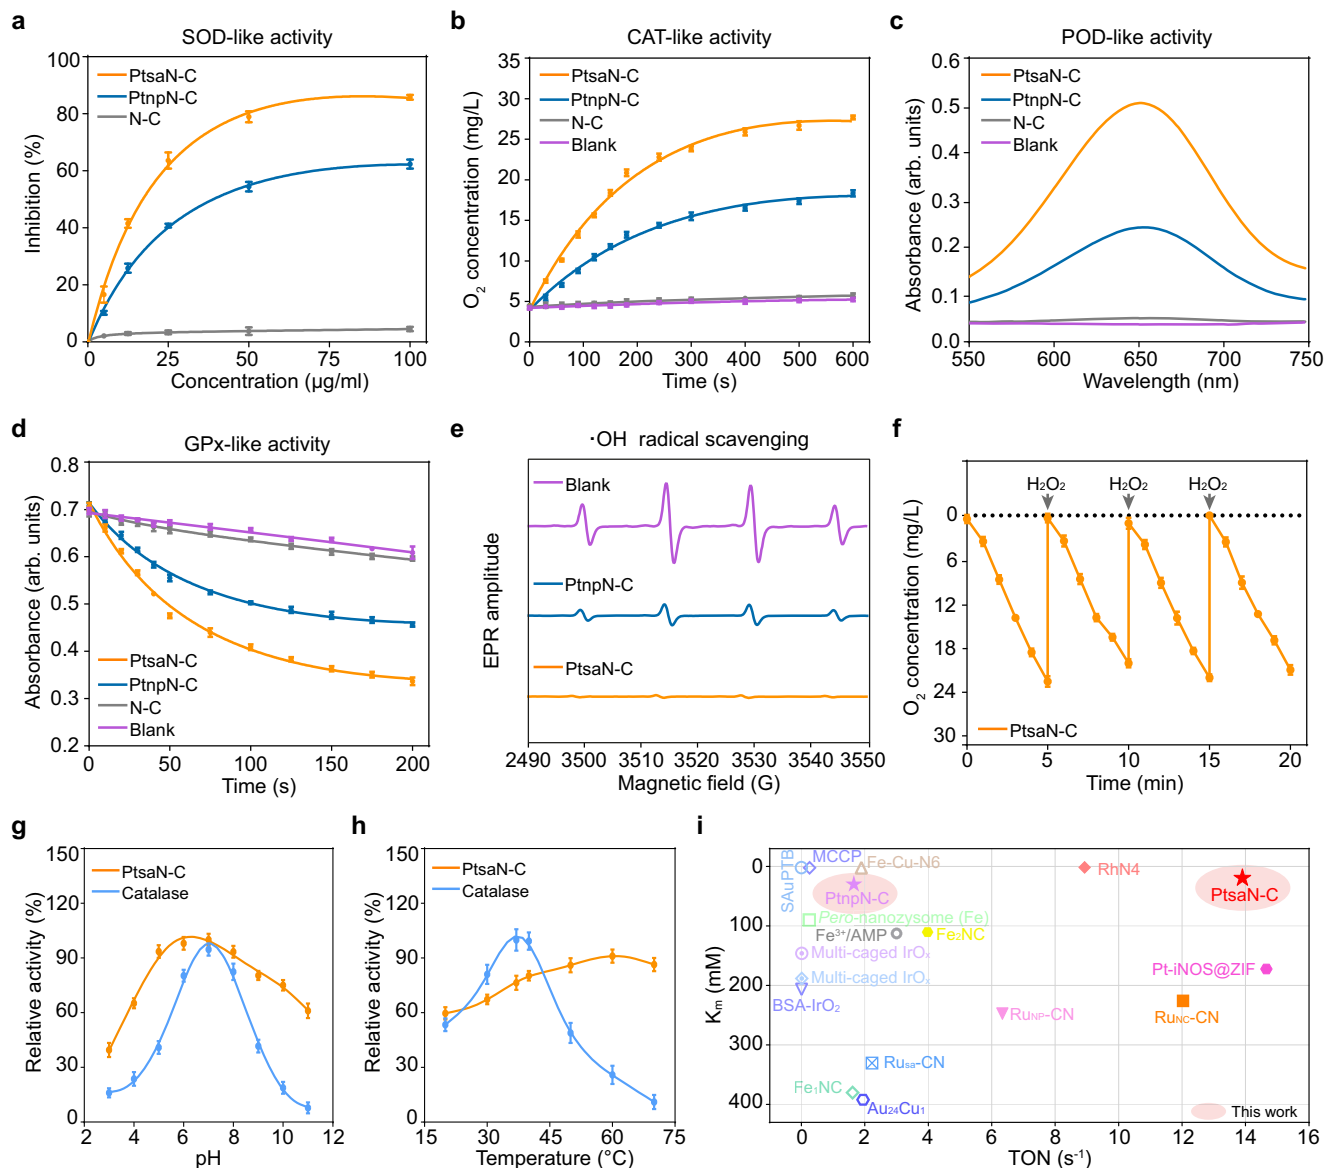 a
SOD-like activity
100
80
60
40
20
0
Inhibition (%)
PtsaN-C
PtnpN-C
N-C
0
25
50
75
100
Concentration (μg/ml)
b
CAT-like activity
35
30
25
20
15
10
5
0
O₂ concentration (mg/L)
PtsaN-C
PtnpN-C
N-C
Blank
0
100
200
300
400
500
600
Time (s)
c
POD-like activity
0.5
0.4
0.3
0.2
0.1
0.0
Absorbance (arb. units)
PtsaN-C
PtnpN-C
N-C
Blank
550
600
650
700
750
Wavelength (nm)
d
GPx-like activity
0.8
0.7
0.6
0.5
0.4
0.3
0.2
Absorbance (arb. units)
PtsaN-C
PtnpN-C
N-C
Blank
0
50
100
150
200
Time (s)
e
·OH radical scavenging
EPR amplitude
Blank
PtnpN-C
PtsaN-C
2490
3500
3510
3520
3530
3540
3550
Magnetic field (G)
f
H₂O₂
H₂O₂
H₂O₂
0
6
12
18
24
30
O₂ concentration (mg/L)
PtsaN-C
0
5
10
15
20
Time (min)
g
150
120
90
60
30
0
Relative activity (%)
PtsaN-C
Catalase
2
4
6
8
10
12
pH
h
150
120
90
60
30
0
Relative activity (%)
PtsaN-C
Catalase
15
30
45
60
75
Temperature (°C)
i
0
100
200
300
400
Kₘ (mM)
SAuPTB
MCCP
Fe-Cu-N6
RhN4
PtnpN-C
PtsaN-C
Pero-nanozysome (Fe)
Fe³⁺/AMP
Fe₂NC
Multi-caged IrOₓ
Multi-caged IrOₓ
Pt-iNOS@ZIF
BSA-IrO₂
Ru_NP-CN
Ru_NC-CN
Ru_sa-CN
Fe₁NC
Au₂₄Cu₁
This work
0
2
4
6
8
10
12
14
16
TON (s⁻¹)